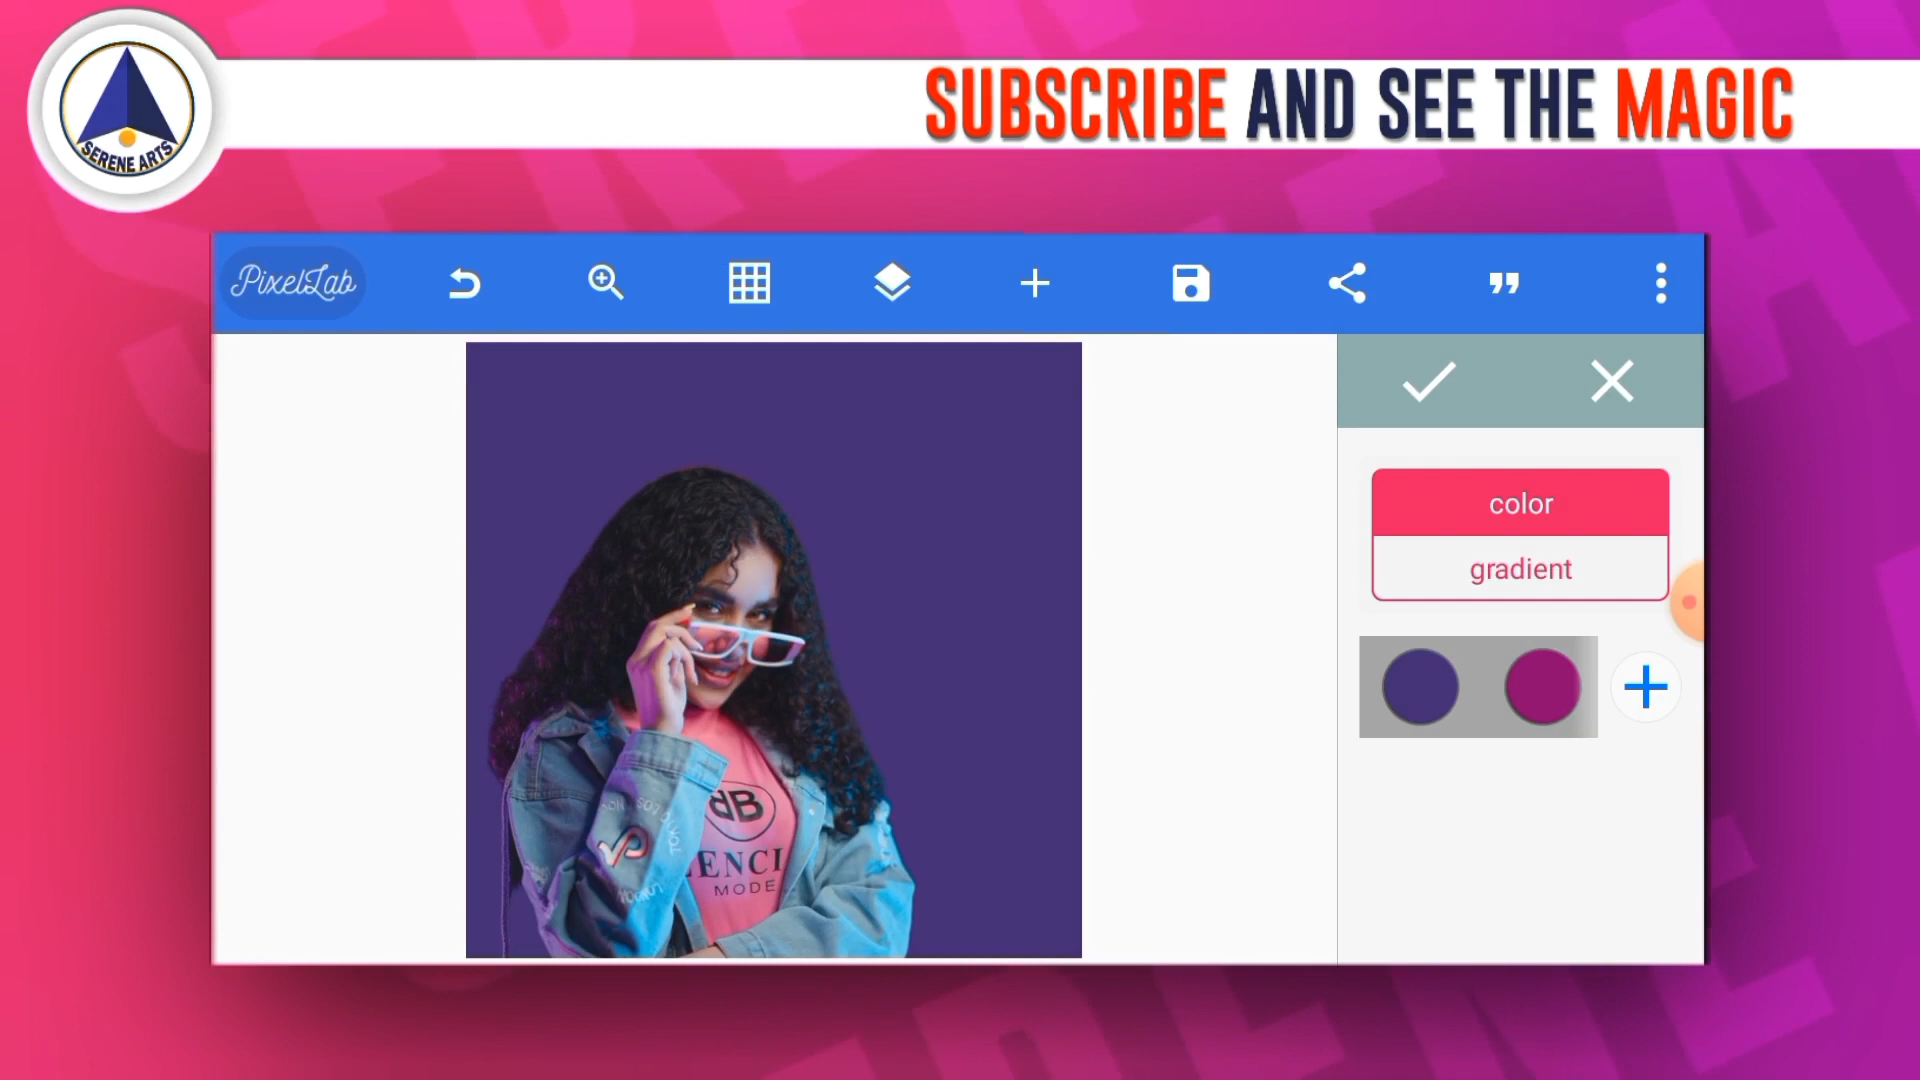 SUBSCRIBE AND SEE THE MAGIC
SERENE ARTS
PixelLab
color
gradient
BB
ENCI
MODE